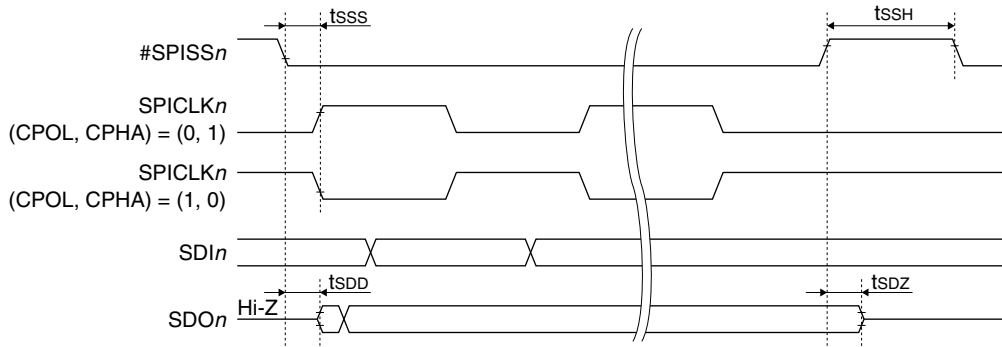 tSSS
tSSH
#SPISSn
SPICLKn
(CPOL, CPHA) = (0, 1)
SPICLKn
(CPOL, CPHA) = (1, 0)
SDIn
tSDD
tSDZ
Hi-Z
SDOn